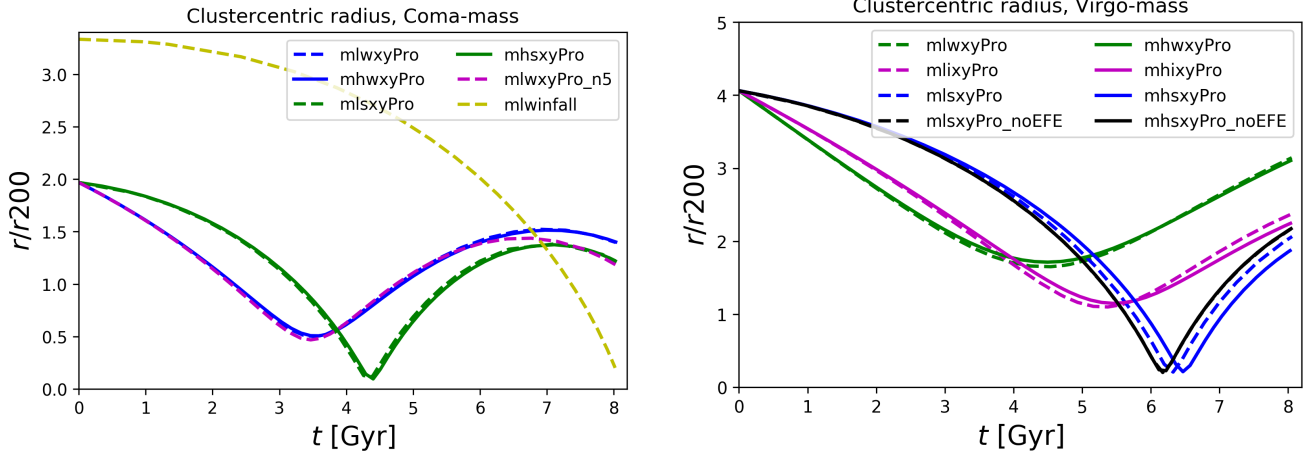 Clustercentric radius, Coma-mass
mlwxyPro
mhwxyPro
mlsxyPro
mhsxyPro
mlwxyPro_n5
mlwinfall
3.0
2.5
2.0
1.5
1.0
0.5
0.0
r/r200
0 1 2 3 4 5 6 7 8
t [Gyr]
Clustercentric radius, Virgo-mass
mlwxyPro
mlixyPro
mlsxyPro
mlsxyPro_noEFE
mhwxyPro
mhixyPro
mhsxyPro
mhsxyPro_noEFE
5
4
3
2
1
0
r/r200
0 1 2 3 4 5 6 7 8
t [Gyr]